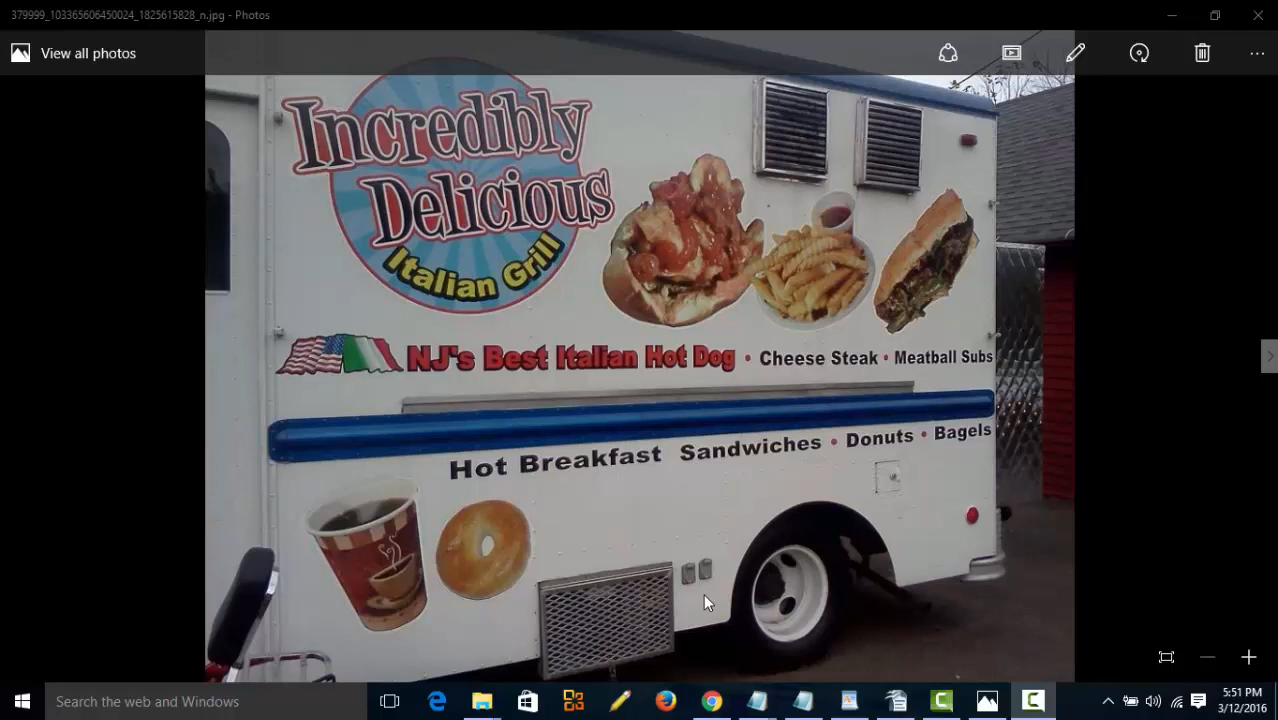 379999_103365606450024_1825615828_n.jpg - Photos
View all photos
Incredibly
Delicious
Italian Grill
NJ's Best Italian Hot Dog • Cheese Steak • Meatball Subs
Hot Breakfast Sandwiches • Donuts • Bagels
Search the web and Windows
5:51 PM
3/12/2016